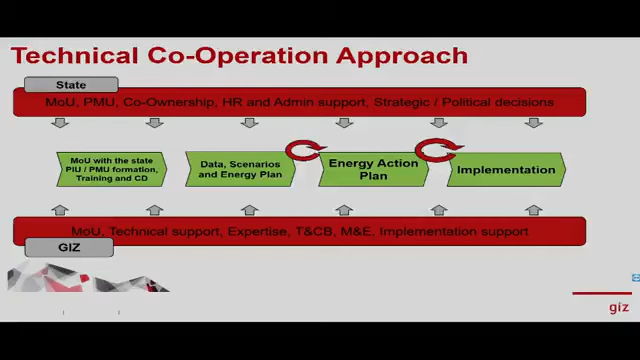 Technical Co-Operation Approach
State
MoU, PMU, Co-Ownership, HR and Admin support, Strategic / Political decisions
MoU with the state
PIU / PMU formation,
Training and CD
Data, Scenarios
and Energy Plan
Energy Action
Plan
Implementation
MoU, Technical support, Expertise, T&CB, M&E, Implementation support
GIZ
giz